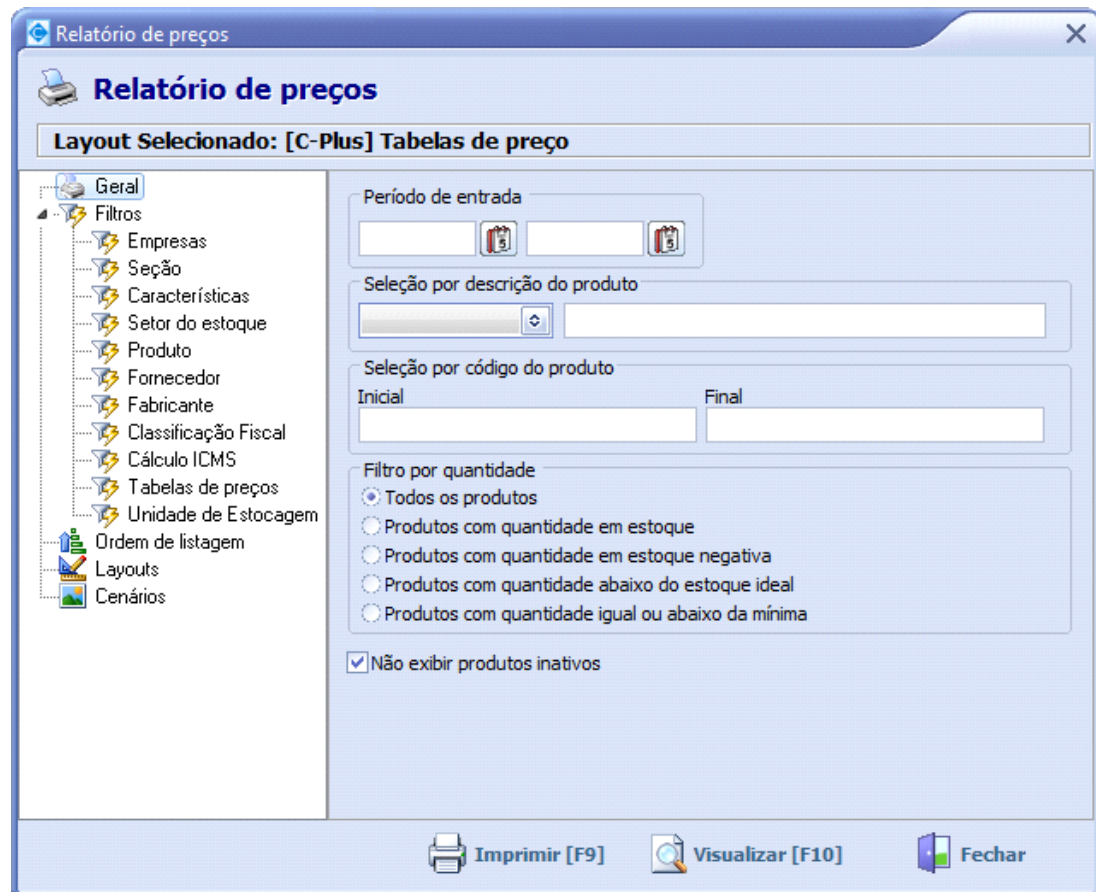 Relatório de preços
Relatório de preços
Layout Selecionado: [C-Plus] Tabelas de preço
Geral
Filtros
Empresas
Seção
Características
Setor do estoque
Produto
Fornecedor
Fabricante
Classificação Fiscal
Cálculo ICMS
Tabelas de preços
Unidade de Estocagem
Ordem de listagem
Layouts
Cenários
Período de entrada
5 5
Seleção por descrição do produto
Seleção por código do produto
Inicial Final
Filtro por quantidade
Todos os produtos
Produtos com quantidade em estoque
Produtos com quantidade em estoque negativa
Produtos com quantidade abaixo do estoque ideal
Produtos com quantidade igual ou abaixo da mínima
Não exibir produtos inativos
Imprimir [F9] Visualizar [F10] Fechar